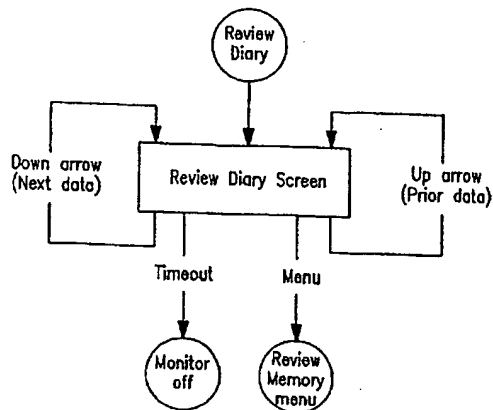 Review
Diary
Down arrow
(Next data)
Review Diary Screen
Up arrow
(Prior data)
Timeout
Menu
Monitor
off
Review
Memory
menu